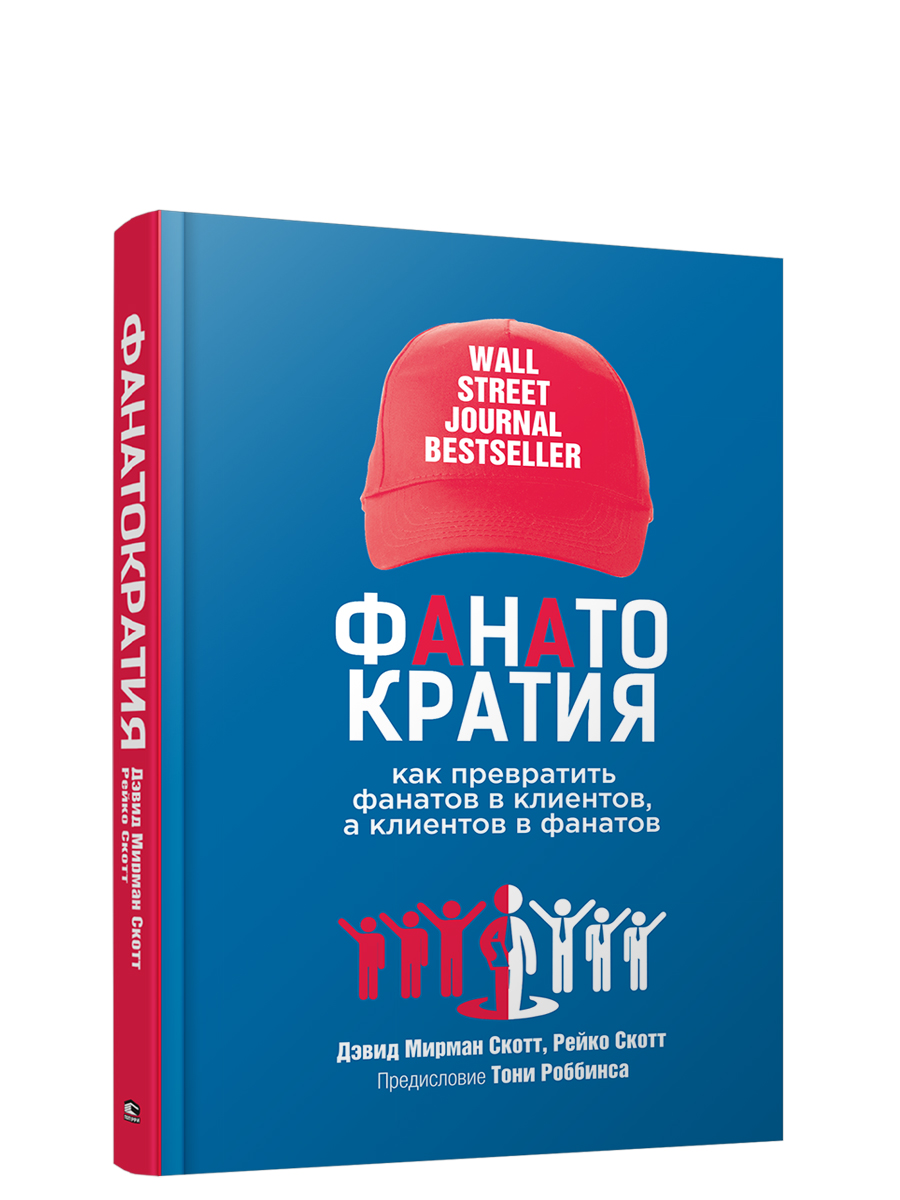 WALL
STREET
JOURNAL
BESTSELLER
ФАНАТО
КРАТИЯ
как превратить
фанатов в клиентов,
а клиентов в фанатов
Дэвид Мирман Скотт, Рейко Скотт
Предисловие Тони Роббинса
ФАНАТОКРАТИЯ
Дэвид Мирман Скотт
Рейко Скотт